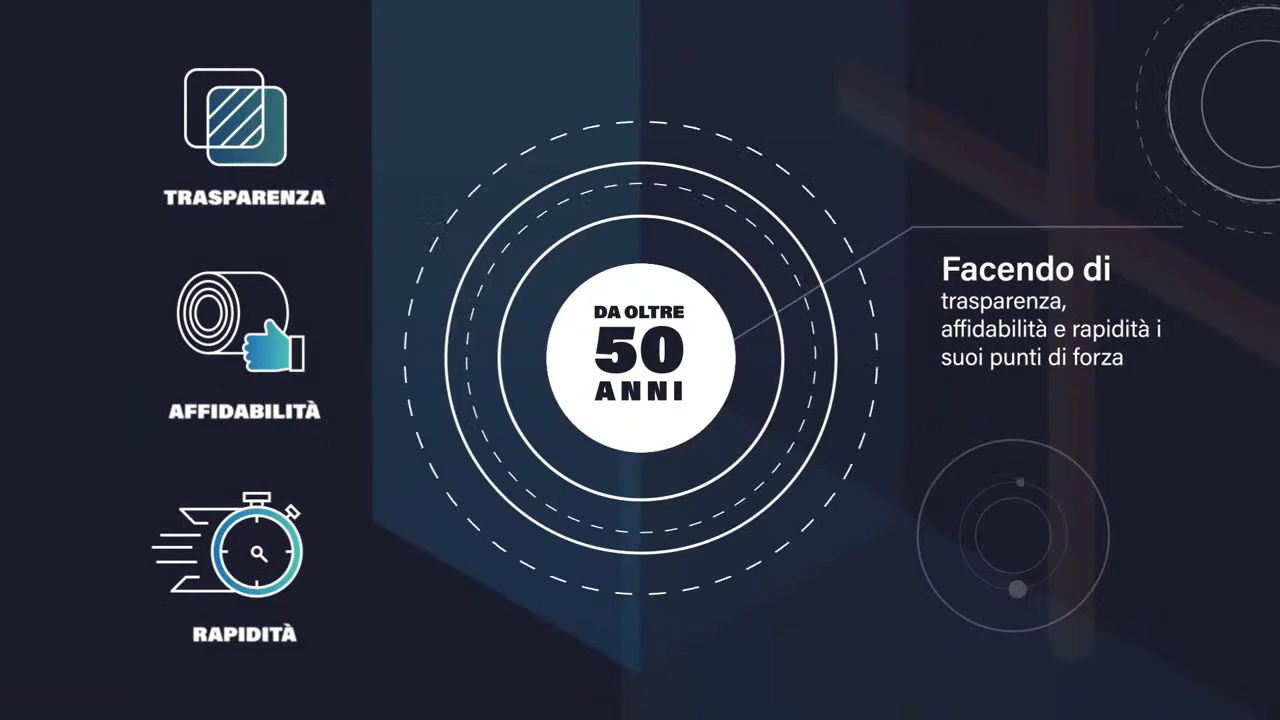 TRASPARENZA
AFFIDABILITÀ
RAPIDITÀ
DA OLTRE
50
ANNI
Facendo di
trasparenza,
affidabilità e rapidità i
suoi punti di forza